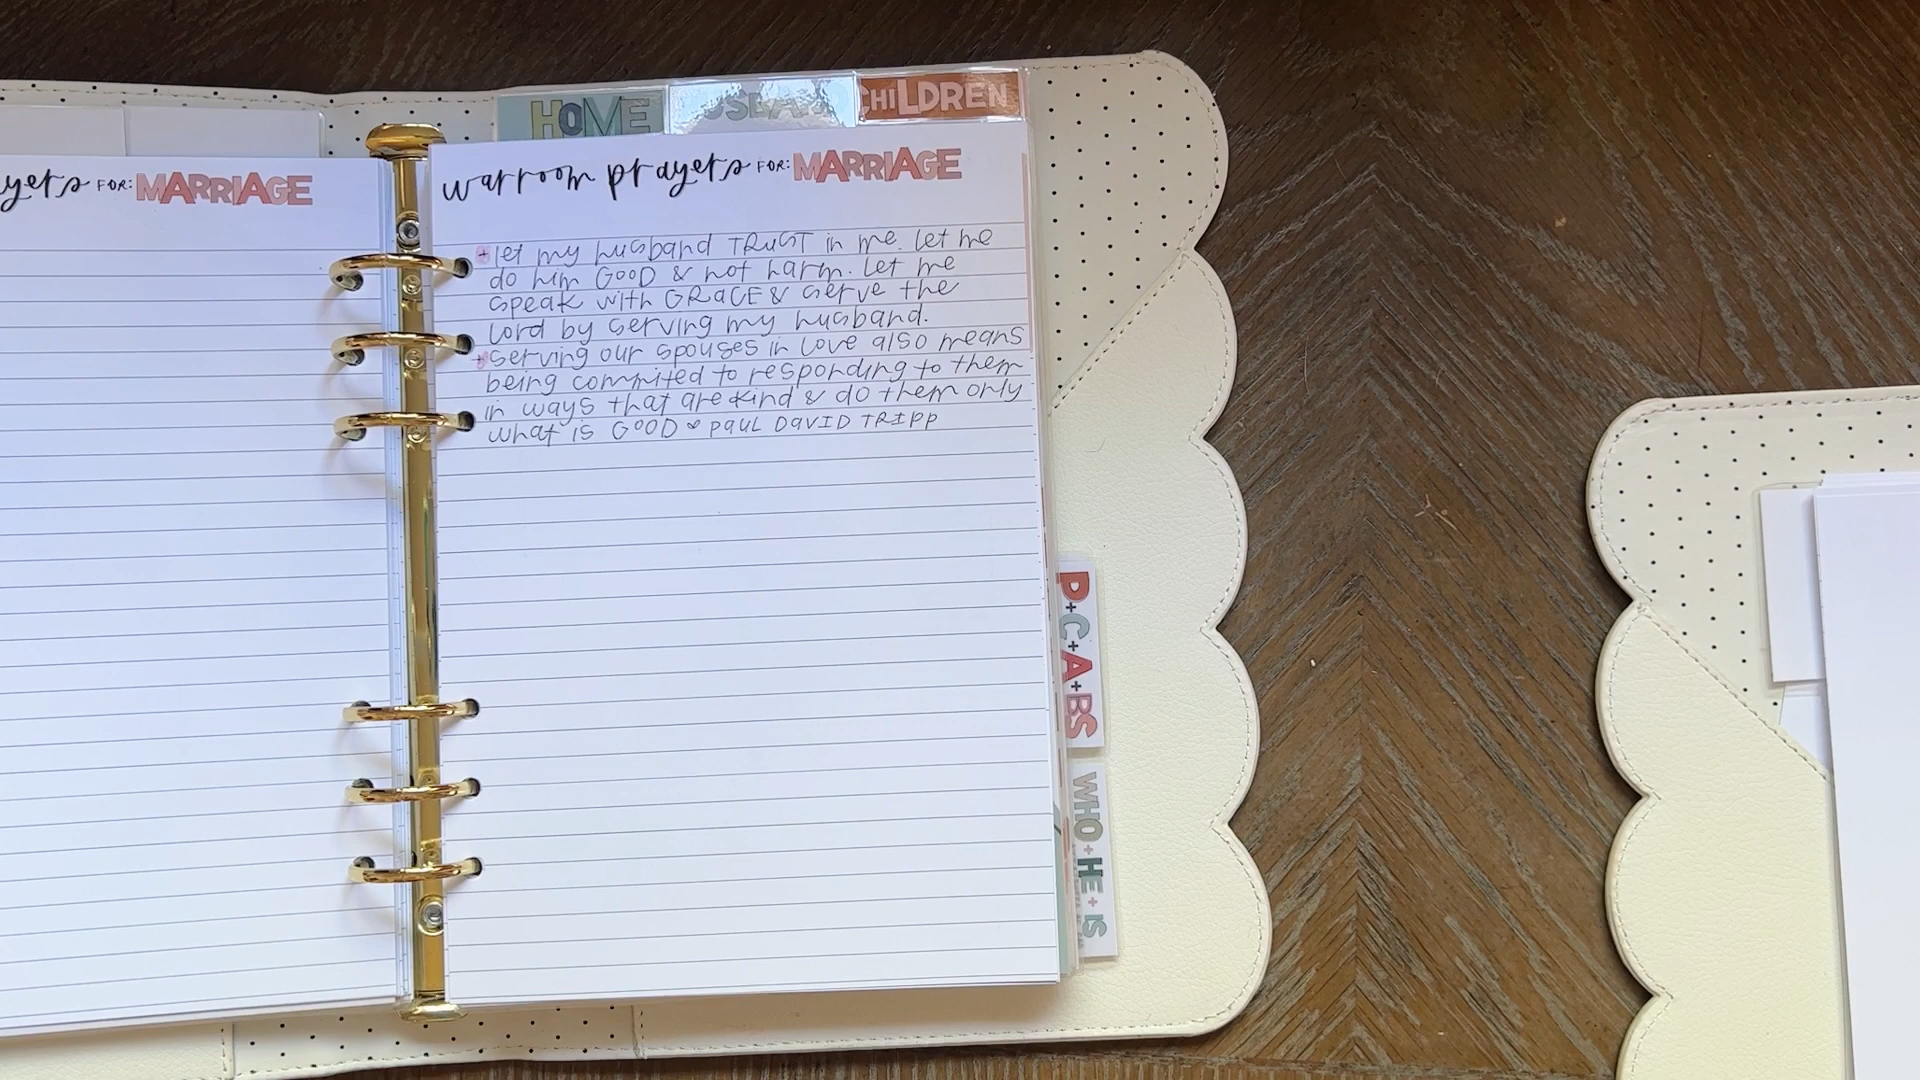 HOME
CHILDREN
FOR: MARRIAGE
war room prayers FOR: MARRIAGE
+ let my husband TRUST in me. Let me
do him GOOD & not harm. Let me
speak with GRACE & serve the
Lord by serving my husband.
+ serving our spouses in love also means
being commited to responding to them
in ways that are kind & do them only
what is GOOD ♥ PAUL DAVID TRIPP
P+C+A+BS
WHO+HE+IS